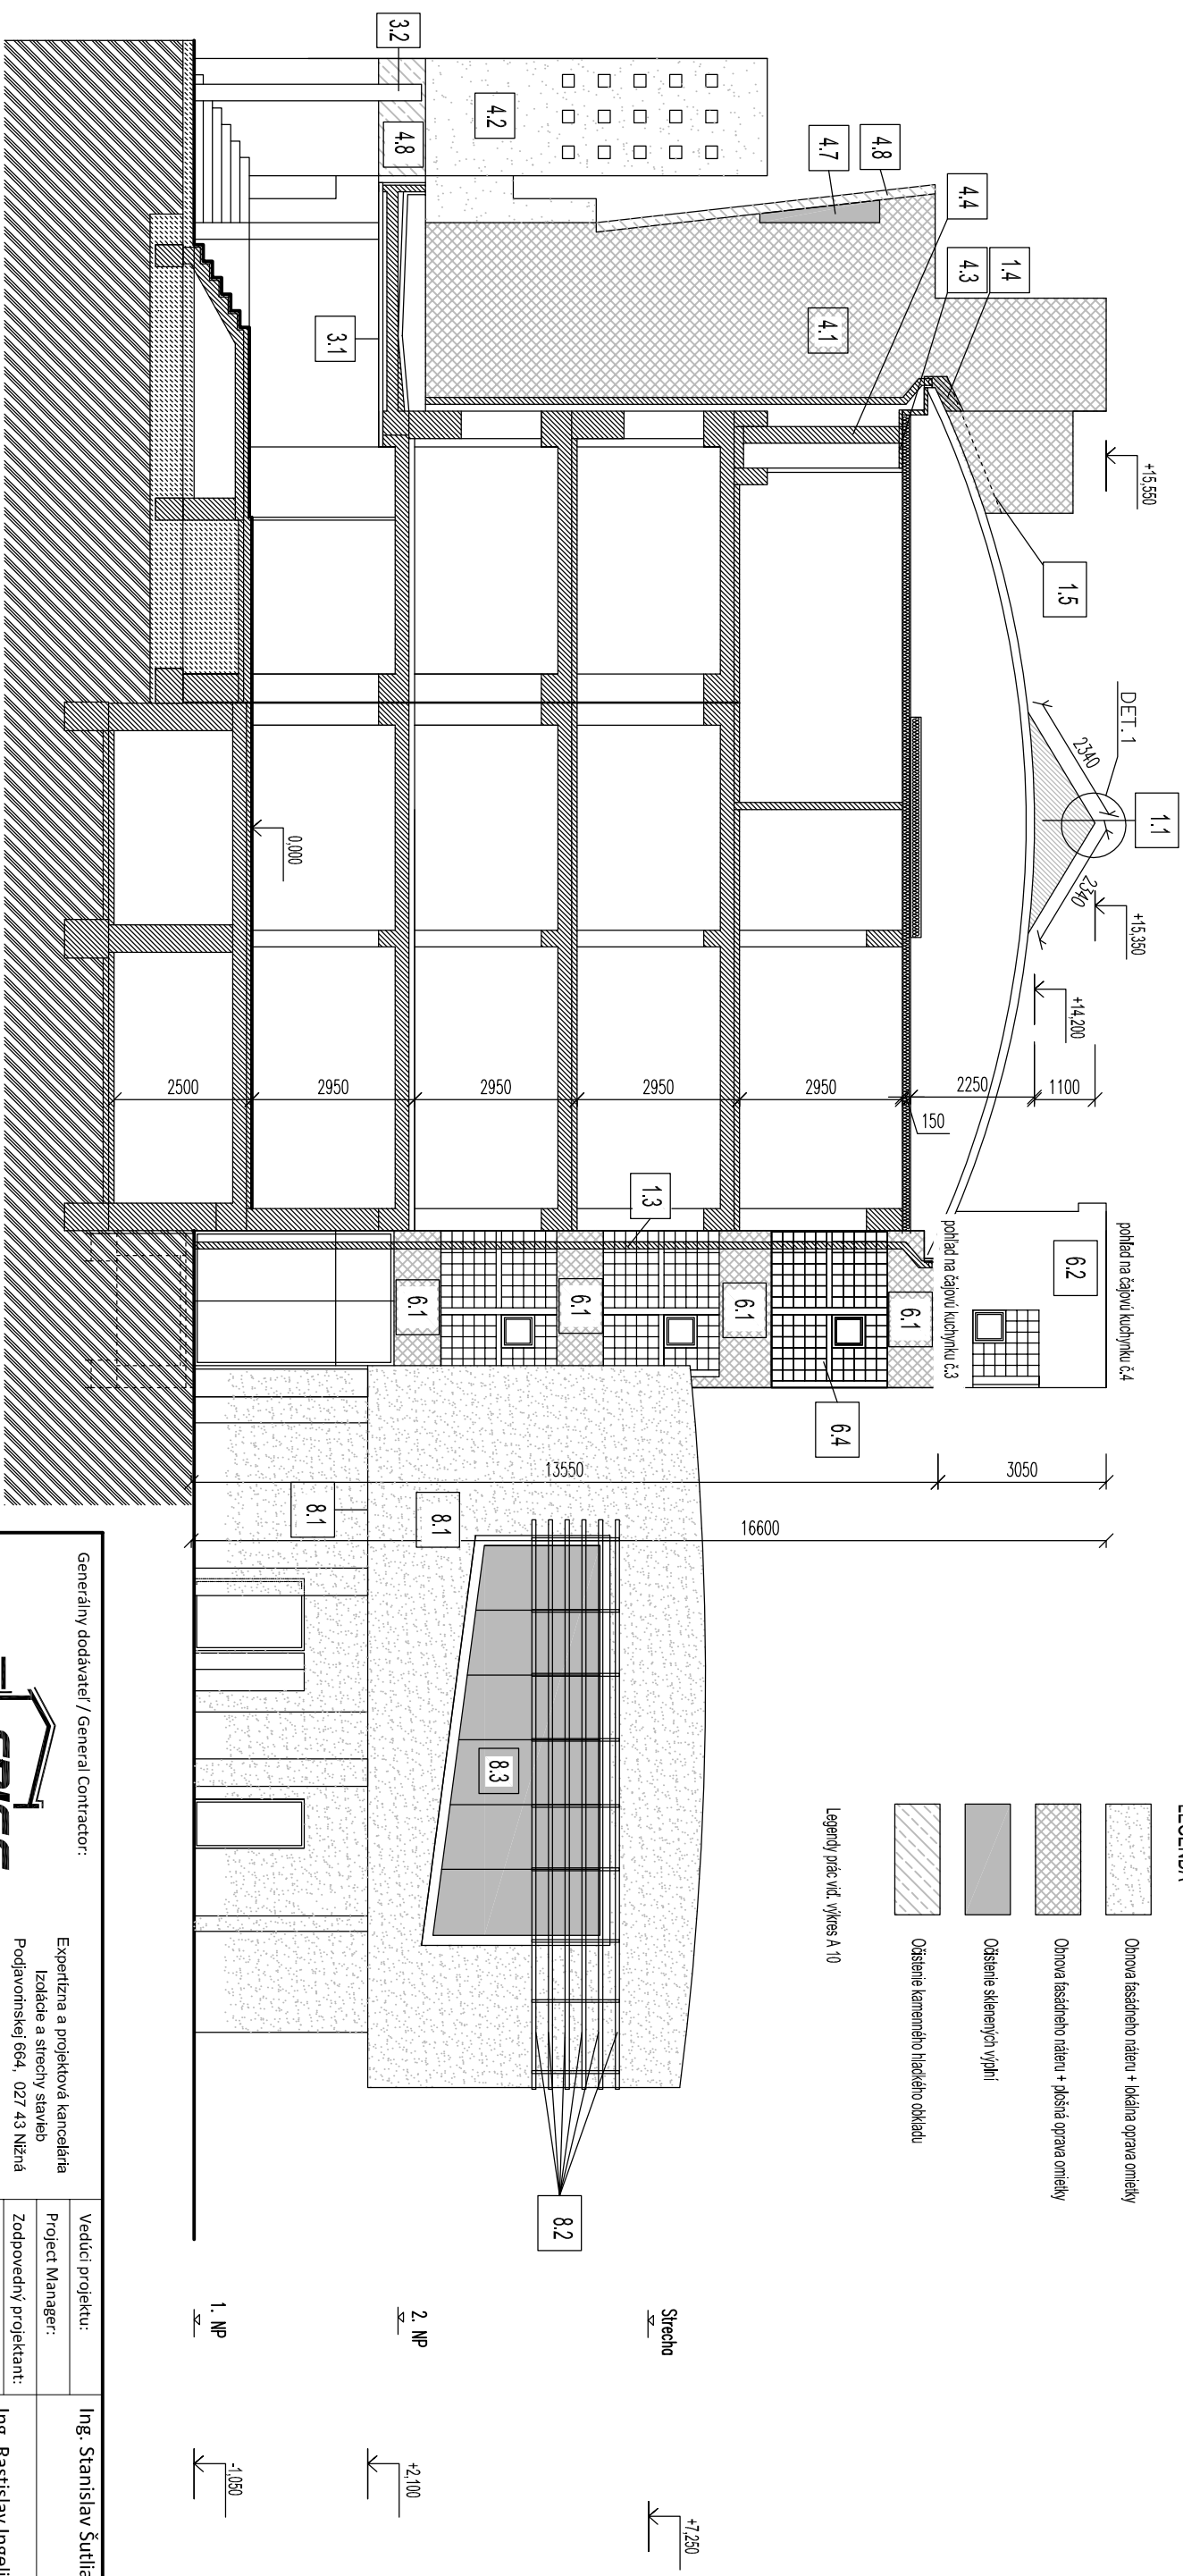 +15,550
DET. 1
1.1
2340
2340
+15,350
+14,200
1.4
4.3
4.4
1.5
4.8
4.7
4.1
4.2
4.8
3.2
3.1
0,000
1100
2250
150
2950
2950
2950
2950
2500
pohľad na čajovú kuchynku č.4
6.2
pohľad na čajovú kuchynku č.3
1.3
6.1
6.1
6.1
6.1
6.4
3050
13550
16600
8.1
8.1
8.3
8.2
LEGENDA
Obnova fasádneho náteru + lokálna oprava omietky
Obnova fasádneho náteru + plošná oprava omietky
Očistenie sklenených výplní
Očistenie kamenného hladkého obkladu
Legendy prác viď. výkres A 10
Strecha
+7,250
2. NP
+2,100
1. NP
-1,050
Generálny dodávateľ / General Contractor:
Expertízna a projektová kancelária
Izolácie a strechy stavieb
Podjavorinskej 664, 027 43 Nižná
Vedúci projektu:
Project Manager:
Ing. Stanislav Šutlia
Zodpovedný projektant:
Ing. Rastislav Ingeli